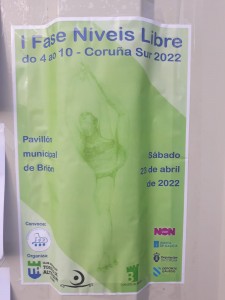 I Fase Niveis Libre
do 4 ao 10 - Coruña Sur 2022
Pavillón
municipal
de Brión
Sábado
23 de abril
de 2022
Convoca:
Organiza:
NON